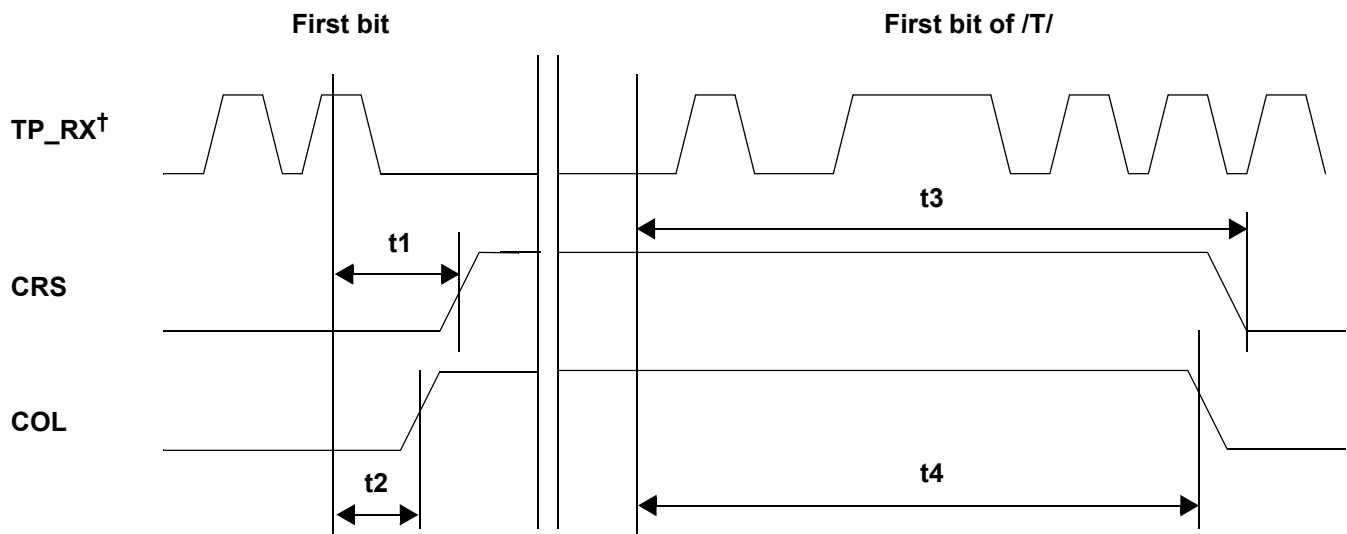 First bit
First bit of /T/
TP_RX†
t3
t1
CRS
COL
t4
t2